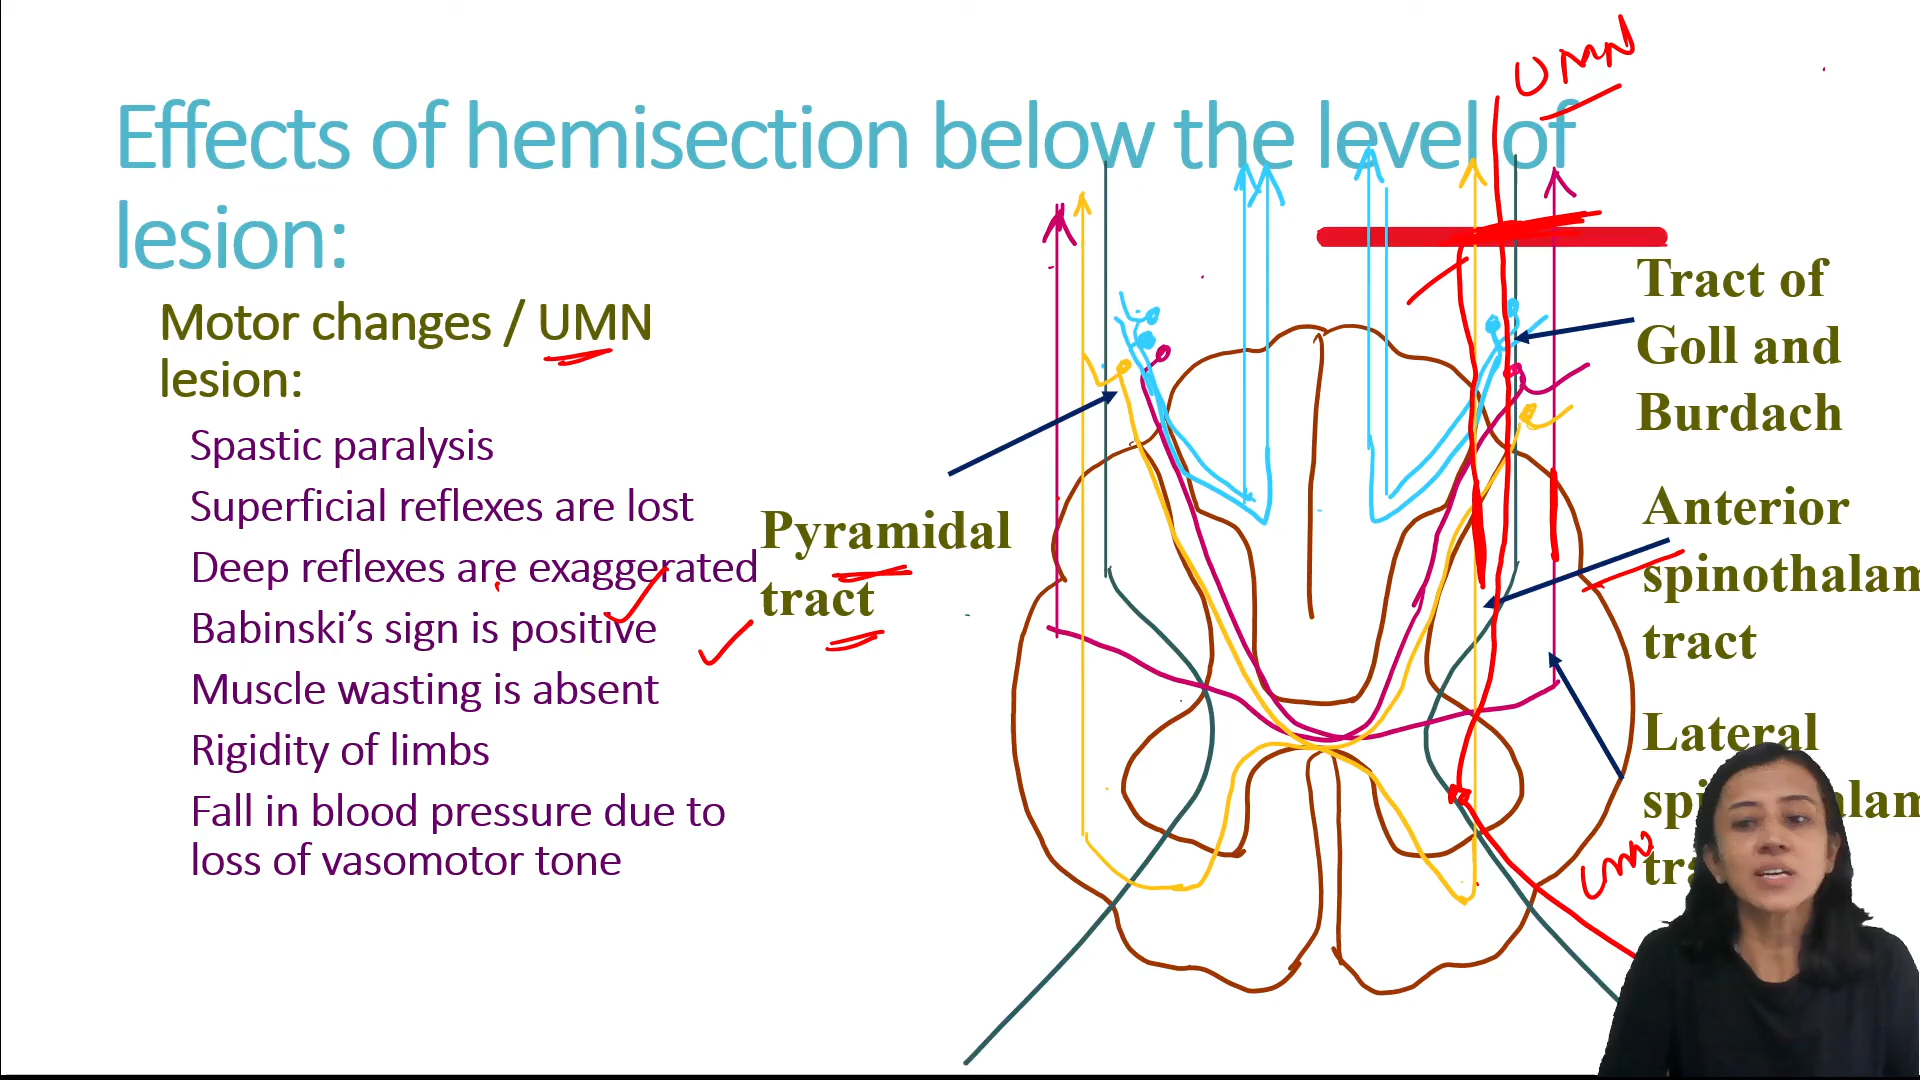 UMN
Effects of hemisection below the level of
lesion:
Motor changes / UMN
lesion:
Spastic paralysis
Superficial reflexes are lost
Deep reflexes are exaggerated
Babinski’s sign is positive
Muscle wasting is absent
Rigidity of limbs
Fall in blood pressure due to
loss of vasomotor tone
Pyramidal
tract
Tract of
Goll and
Burdach
Anterior
spinothalam
tract
Lateral